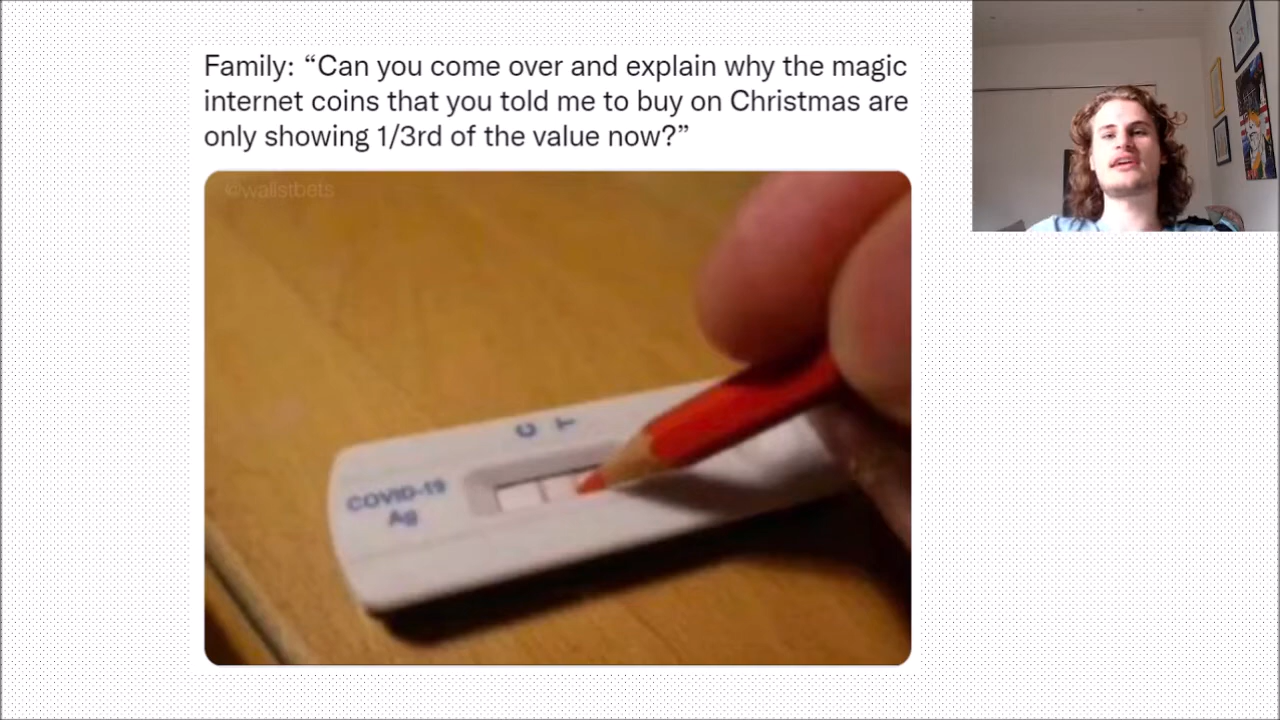 Family: “Can you come over and explain why the magic
internet coins that you told me to buy on Christmas are
only showing 1/3rd of the value now?”
@wallstbets
C T
COVID-19
Ag